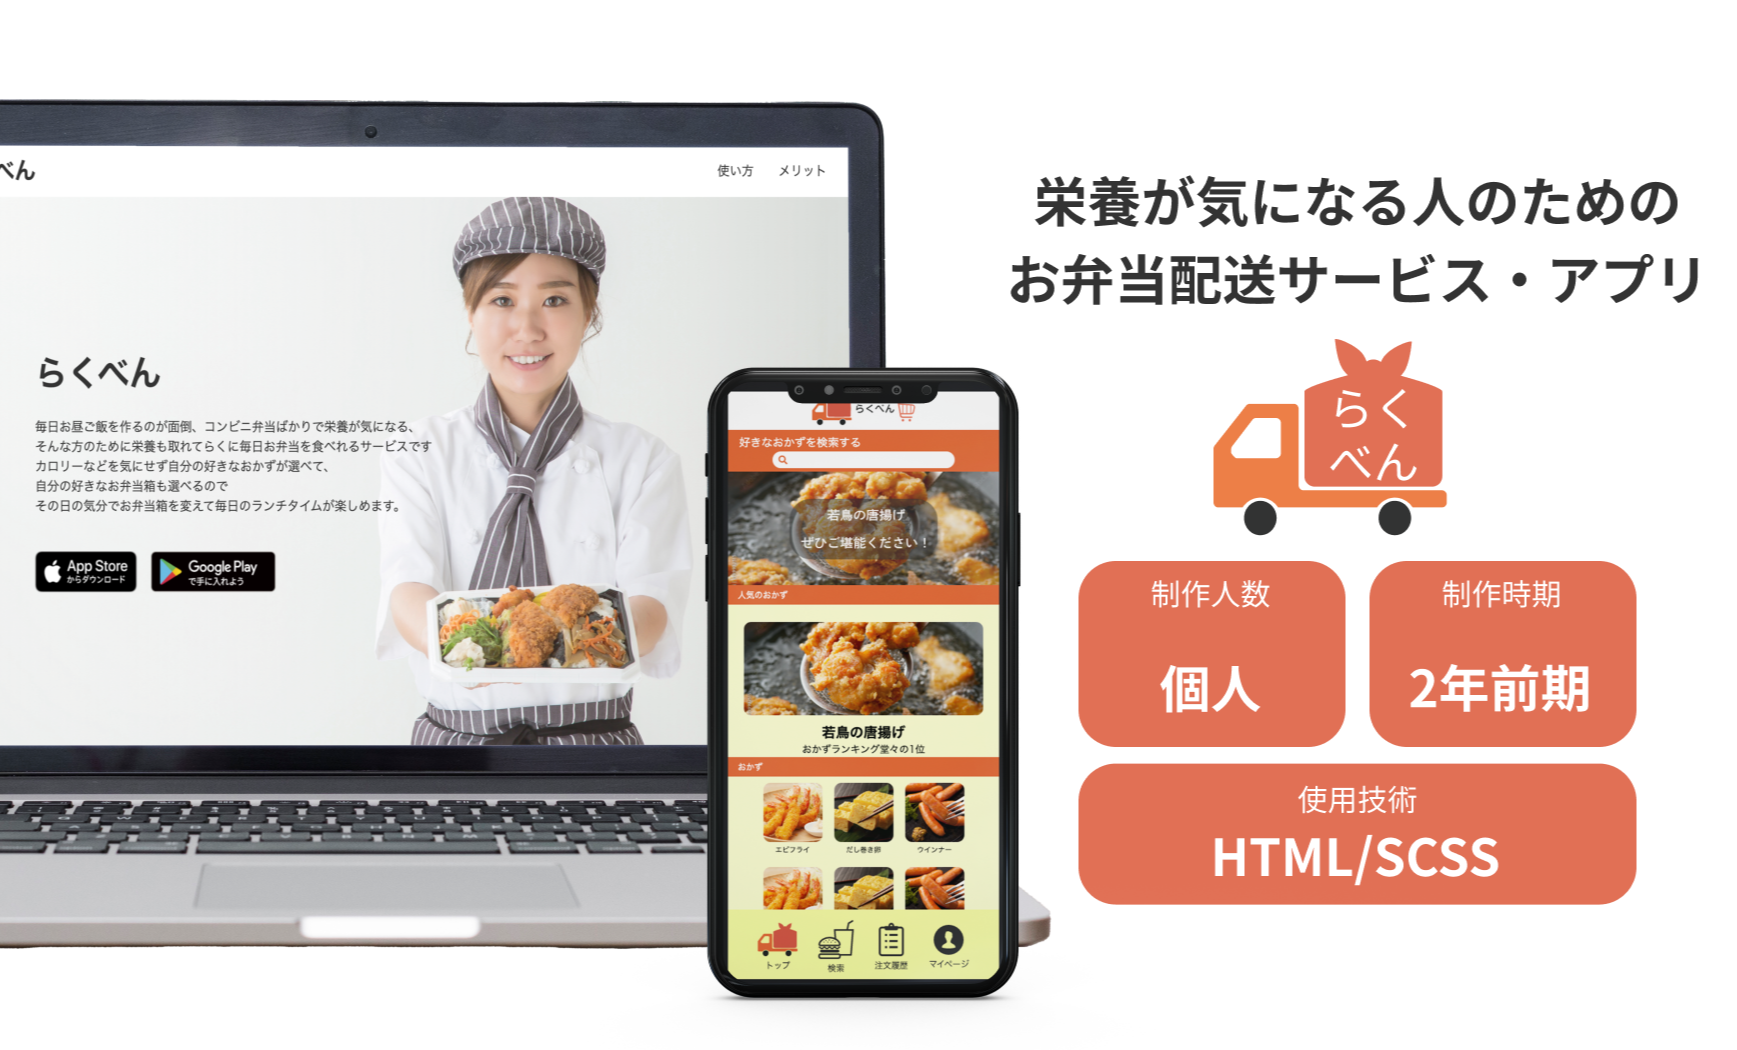 べん
使い方 メリット
らくべん
毎日お昼ご飯を作るのが面倒、コンビニ弁当ばかりで栄養が気になる、
そんな方のために栄養も取れてらくに毎日お弁当を食べれるサービスです
カロリーなどを気にせず自分の好きなおかずが選べて、
自分の好きなお弁当箱も選べるので
その日の気分でお弁当箱を変えて毎日のランチタイムが楽しめます。
App Store
からダウンロード
Google Play
で手に入れよう
らくべん
好きなおかずを検索する
若鳥の唐揚げ
ぜひご堪能ください！
人気のおかず
若鳥の唐揚げ
おかずランキング堂々の1位
おかず
エビフライ だし巻き卵 ウインナー
トップ 検索 注文履歴 マイページ
栄養が気になる人のための
お弁当配送サービス・アプリ
らく
べん
制作人数
個人
制作時期
2年前期
使用技術
HTML/SCSS